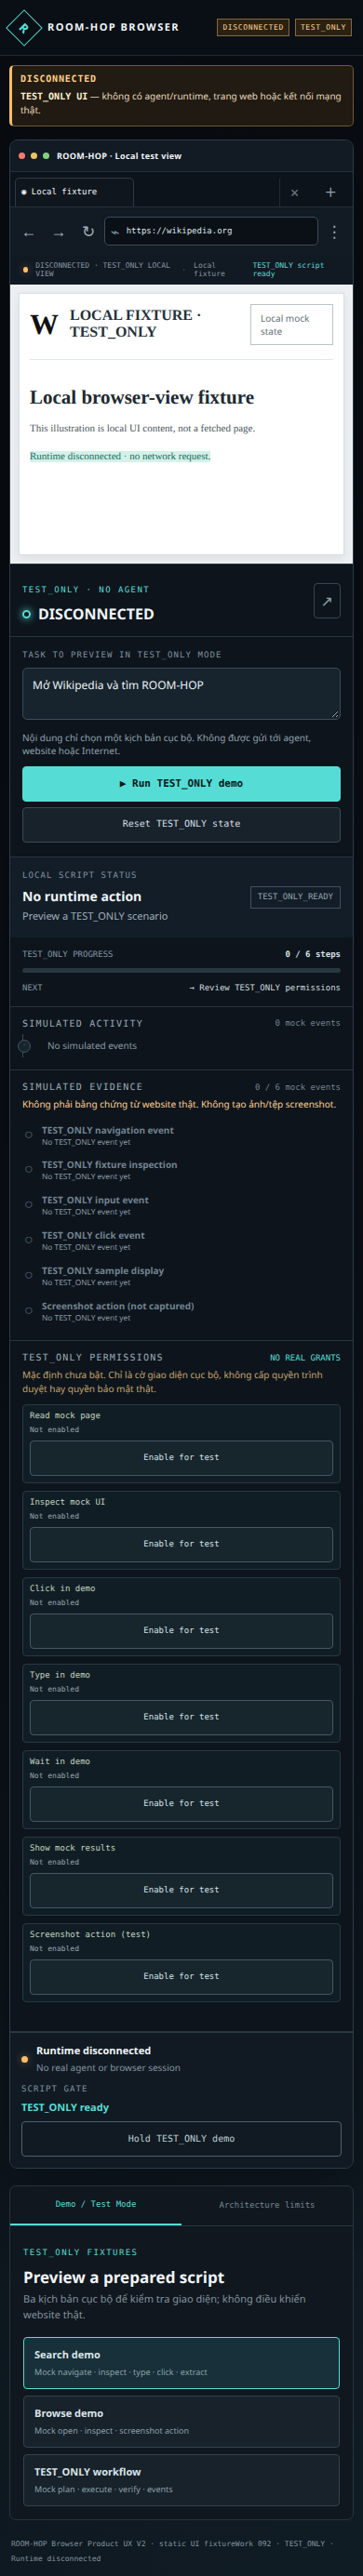 ROOM-HOP BROWSER
DISCONNECTED
TEST_ONLY
DISCONNECTED
TEST_ONLY UI — không có agent/runtime, trang web hoặc kết nối mạng
thật.
ROOM-HOP · Local test view
◉ Local fixture
× +
← → ↻ https://wikipedia.org ⋮
DISCONNECTED · TEST_ONLY LOCAL
VIEW
Local
fixture
TEST_ONLY script
ready
W
LOCAL FIXTURE ·
TEST_ONLY
Local mock
state
Local browser-view fixture
This illustration is local UI content, not a fetched page.
Runtime disconnected · no network request.
TEST_ONLY · NO AGENT
DISCONNECTED
↗
TASK TO PREVIEW IN TEST_ONLY MODE
Mở Wikipedia và tìm ROOM-HOP
Nội dung chỉ chọn một kịch bản cục bộ. Không được gửi tới agent,
website hoặc Internet.
▶ Run TEST_ONLY demo
Reset TEST_ONLY state
LOCAL SCRIPT STATUS
No runtime action
TEST_ONLY_READY
Preview a TEST_ONLY scenario
TEST_ONLY PROGRESS 0 / 6 steps
NEXT → Review TEST_ONLY permissions
SIMULATED ACTIVITY 0 mock events
No simulated events
SIMULATED EVIDENCE 0 / 6 mock events
Không phải bằng chứng từ website thật. Không tạo ảnh/tệp screenshot.
TEST_ONLY navigation event
No TEST_ONLY event yet
TEST_ONLY fixture inspection
No TEST_ONLY event yet
TEST_ONLY input event
No TEST_ONLY event yet
TEST_ONLY click event
No TEST_ONLY event yet
TEST_ONLY sample display
No TEST_ONLY event yet
Screenshot action (not captured)
No TEST_ONLY event yet
TEST_ONLY PERMISSIONS NO REAL GRANTS
Mặc định chưa bật. Chỉ là cờ giao diện cục bộ, không cấp quyền trình
duyệt hay quyền bảo mật thật.
Read mock page
Not enabled
Enable for test
Inspect mock UI
Not enabled
Enable for test
Click in demo
Not enabled
Enable for test
Type in demo
Not enabled
Enable for test
Wait in demo
Not enabled
Enable for test
Show mock results
Not enabled
Enable for test
Screenshot action (test)
Not enabled
Enable for test
Runtime disconnected
No real agent or browser session
SCRIPT GATE
TEST_ONLY ready
Hold TEST_ONLY demo
Demo / Test Mode
Architecture limits
TEST_ONLY FIXTURES
Preview a prepared script
Ba kịch bản cục bộ để kiểm tra giao diện; không điều khiển
website thật.
Search demo
Mock navigate · inspect · type · click · extract
Browse demo
Mock open · inspect · screenshot action
TEST_ONLY workflow
Mock plan · execute · verify · events
ROOM-HOP Browser Product UX V2 · static UI fixtureWork 092 · TEST_ONLY ·
Runtime disconnected